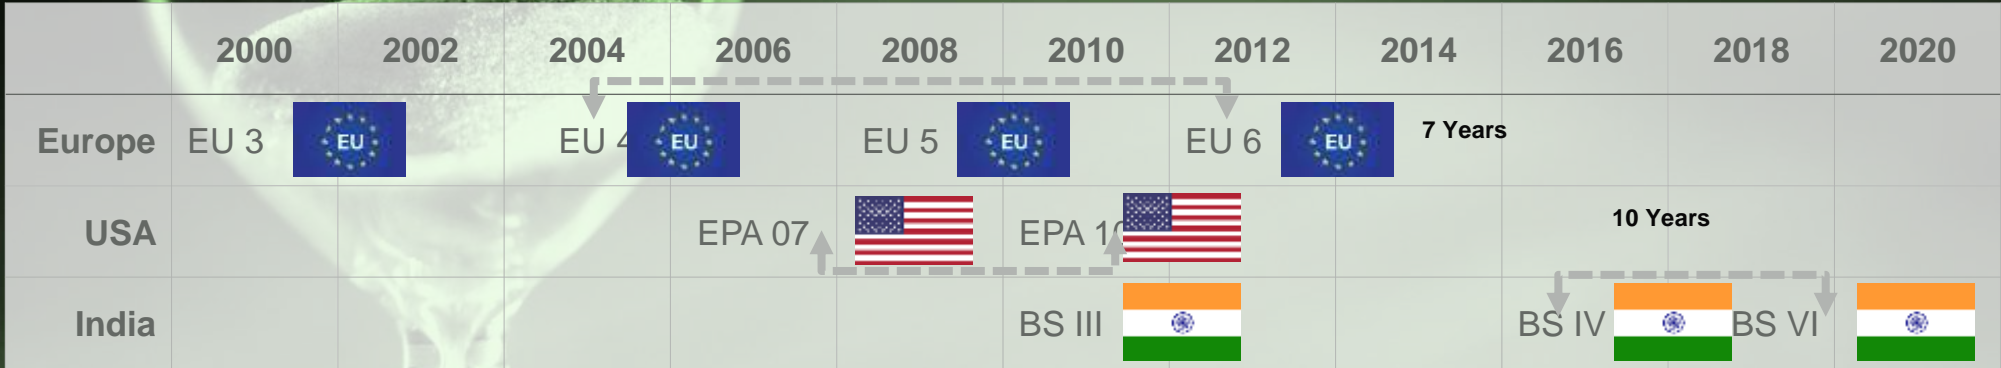 2000 2002 2004 2006 2008 2010 2012 2014 2016 2018 2020
Europe EU 3 EU EU 4 EU EU 5 EU EU 6 EU 7 Years
USA EPA 07 EPA 10 10 Years
India BS III BS IV BS VI